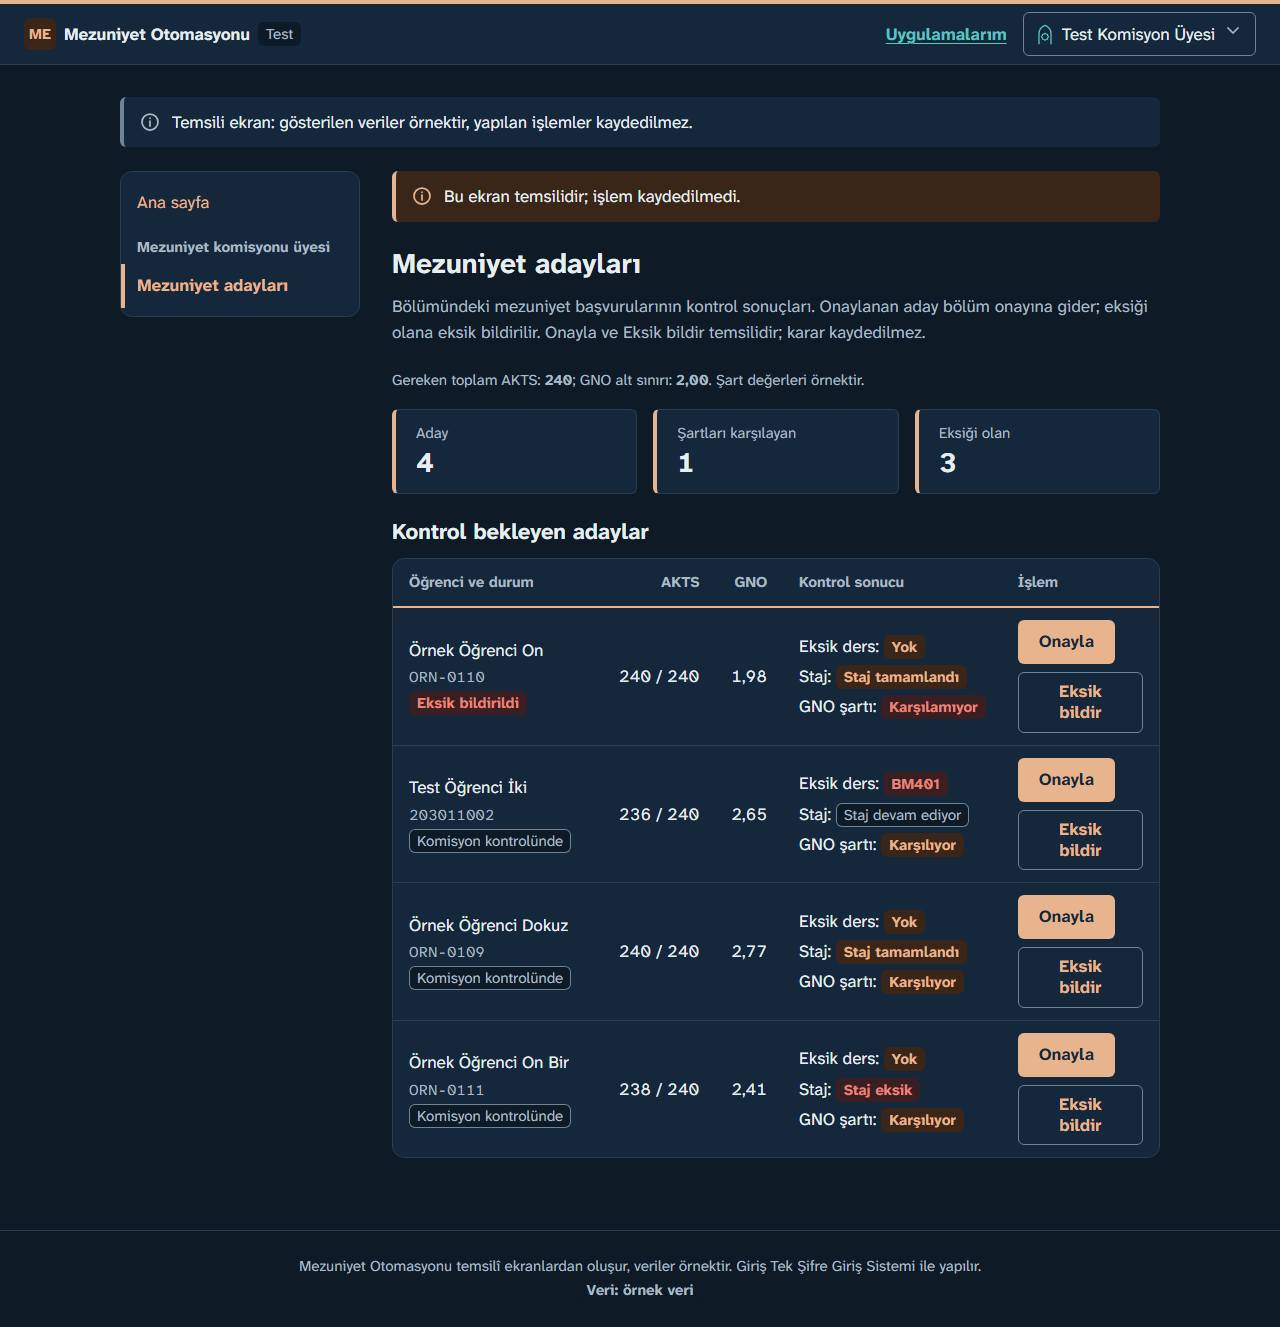 ME Mezuniyet Otomasyonu Test
Uygulamalarım
Test Komisyon Üyesi
Temsili ekran: gösterilen veriler örnektir, yapılan işlemler kaydedilmez.
Ana sayfa
Mezuniyet komisyonu üyesi
Mezuniyet adayları
Bu ekran temsilidir; işlem kaydedilmedi.
Mezuniyet adayları
Bölümündeki mezuniyet başvurularının kontrol sonuçları. Onaylanan aday bölüm onayına gider; eksiği
olana eksik bildirilir. Onayla ve Eksik bildir temsilidir; karar kaydedilmez.
Gereken toplam AKTS: 240; GNO alt sınırı: 2,00. Şart değerleri örnektir.
Aday
4
Şartları karşılayan
1
Eksiği olan
3
Kontrol bekleyen adaylar
Öğrenci ve durum AKTS GNO Kontrol sonucu İşlem
Örnek Öğrenci On
ORN-0110
Eksik bildirildi
240 / 240
1,98
Eksik ders: Yok
Staj: Staj tamamlandı
GNO şartı: Karşılamıyor
Onayla
Eksik
bildir
Test Öğrenci İki
203011002
Komisyon kontrolünde
236 / 240
2,65
Eksik ders: BM401
Staj: Staj devam ediyor
GNO şartı: Karşılıyor
Onayla
Eksik
bildir
Örnek Öğrenci Dokuz
ORN-0109
Komisyon kontrolünde
240 / 240
2,77
Eksik ders: Yok
Staj: Staj tamamlandı
GNO şartı: Karşılıyor
Onayla
Eksik
bildir
Örnek Öğrenci On Bir
ORN-0111
Komisyon kontrolünde
238 / 240
2,41
Eksik ders: Yok
Staj: Staj eksik
GNO şartı: Karşılıyor
Onayla
Eksik
bildir
Mezuniyet Otomasyonu temsilî ekranlardan oluşur, veriler örnektir. Giriş Tek Şifre Giriş Sistemi ile yapılır.
Veri: örnek veri